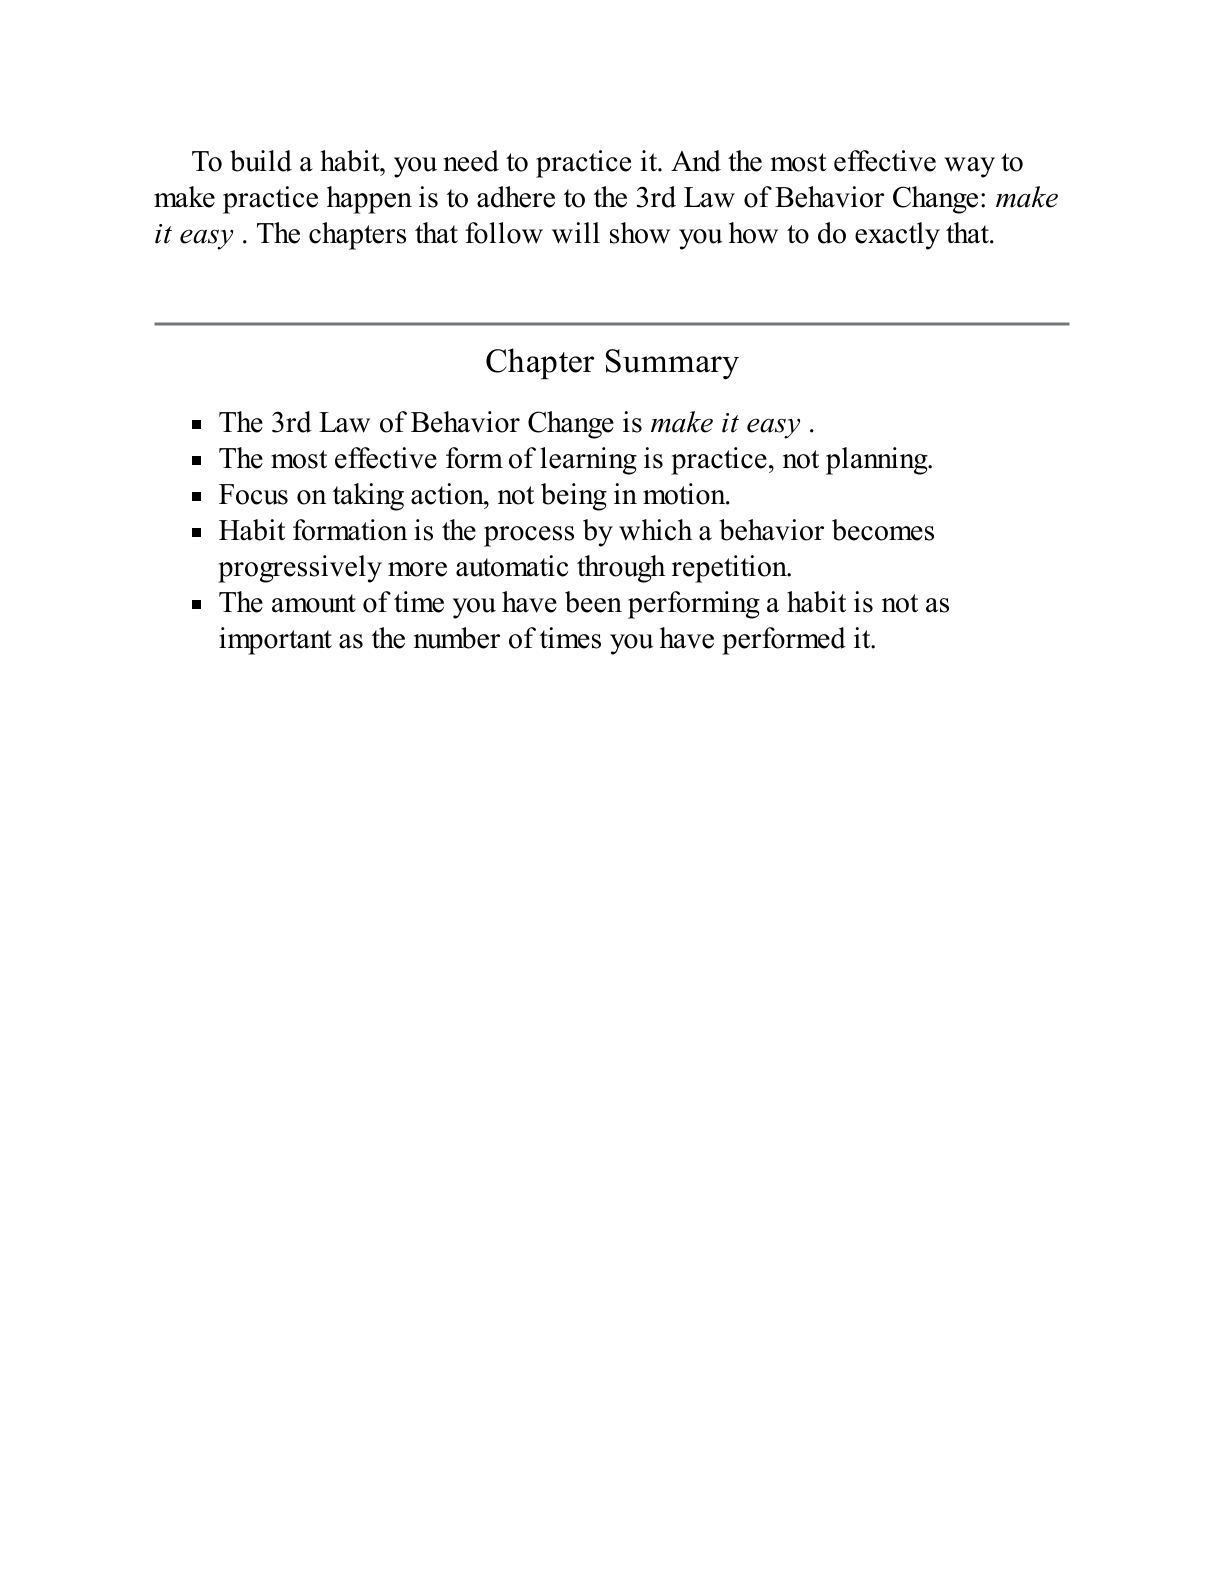 To build a habit, you need to practice it. And the most effective way to
make practice happen is to adhere to the 3rd Law of Behavior Change: make
it easy . The chapters that follow will show you how to do exactly that.
Chapter Summary
▪ The 3rd Law of Behavior Change is make it easy .
▪ The most effective form of learning is practice, not planning.
▪ Focus on taking action, not being in motion.
▪ Habit formation is the process by which a behavior becomes
progressively more automatic through repetition.
▪ The amount of time you have been performing a habit is not as
important as the number of times you have performed it.